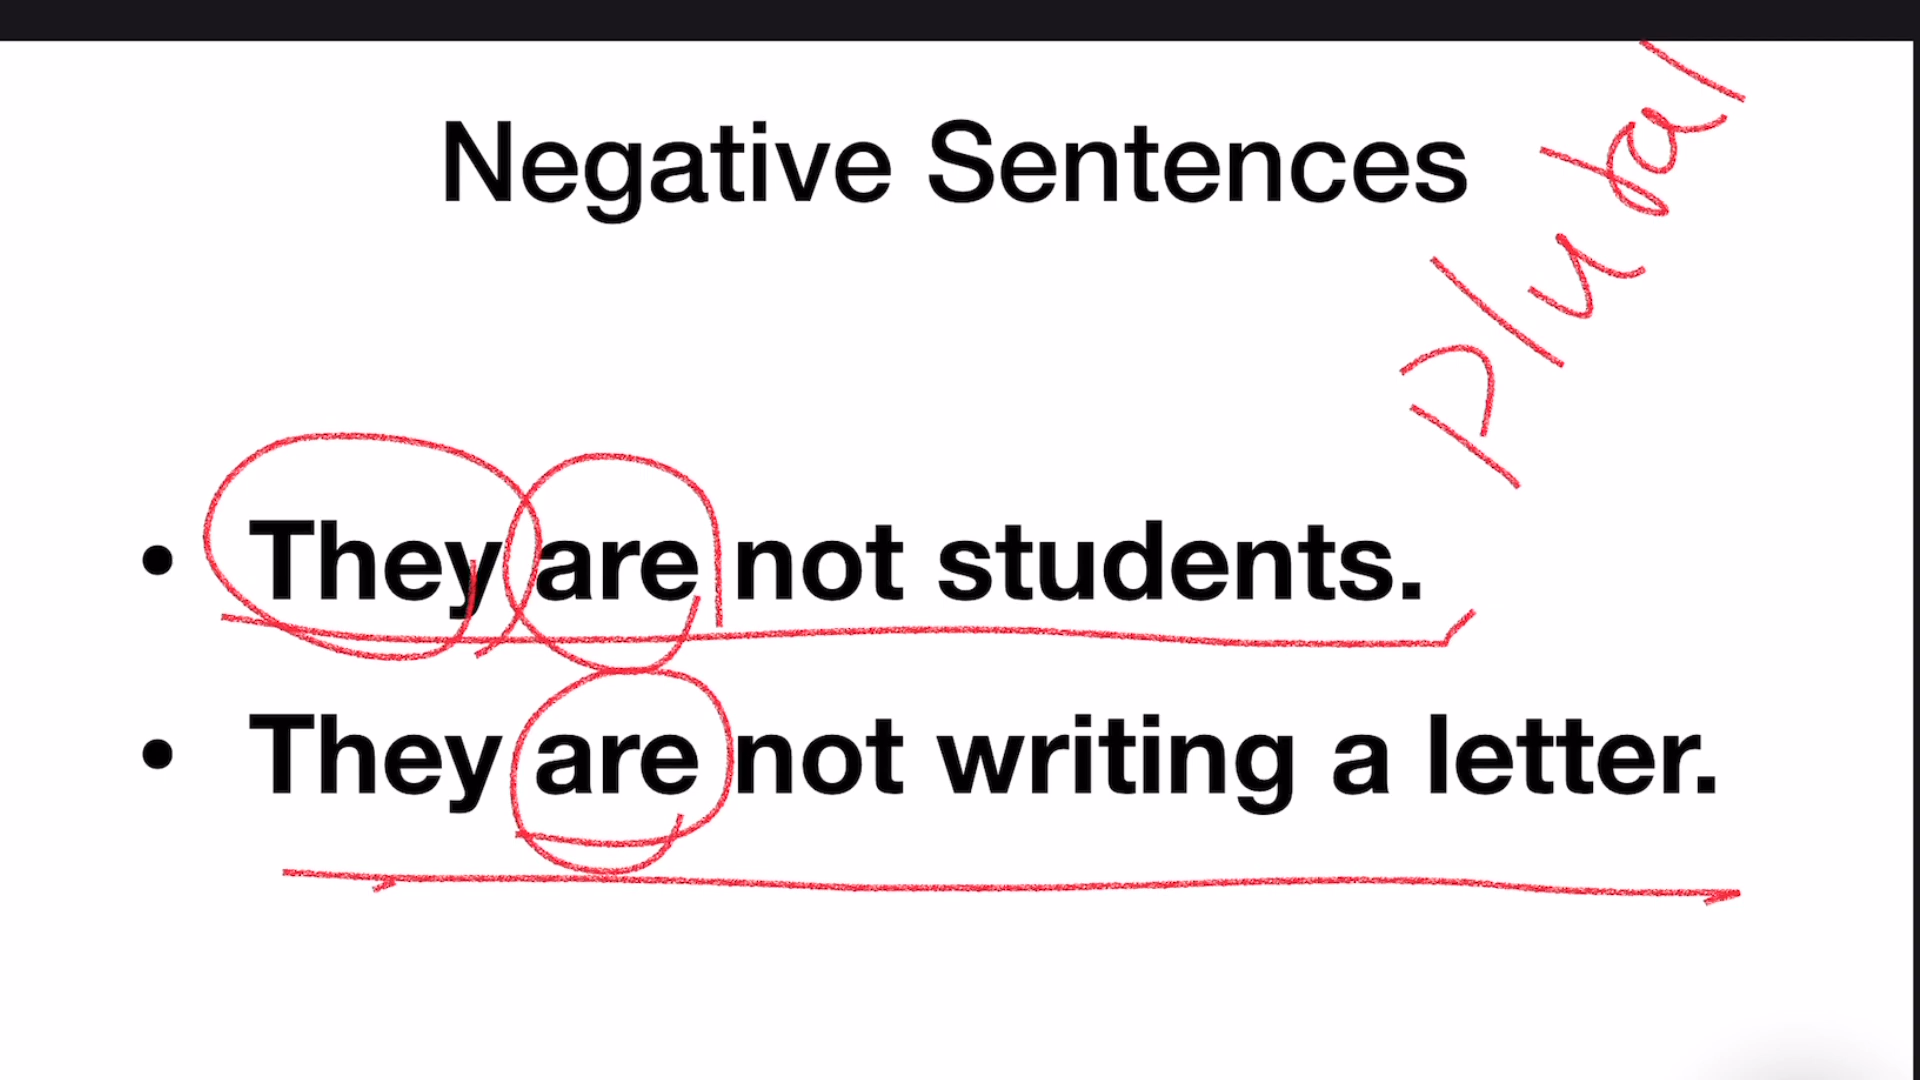 Negative Sentences
plural
• They are not students.
• They are not writing a letter.